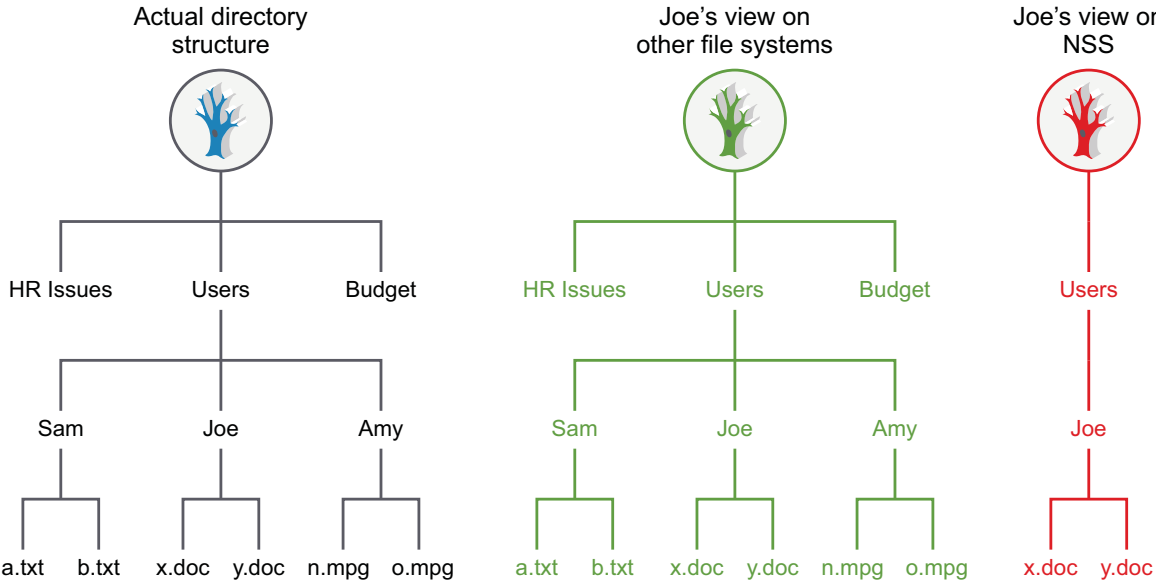 Actual directory
structure
Joe's view on
other file systems
Joe's view on
NSS
HR Issues Users Budget
HR Issues Users Budget
Users
Sam Joe Amy
Sam Joe Amy
Joe
a.txt b.txt x.doc y.doc n.mpg o.mpg
a.txt b.txt x.doc y.doc n.mpg o.mpg
x.doc y.doc